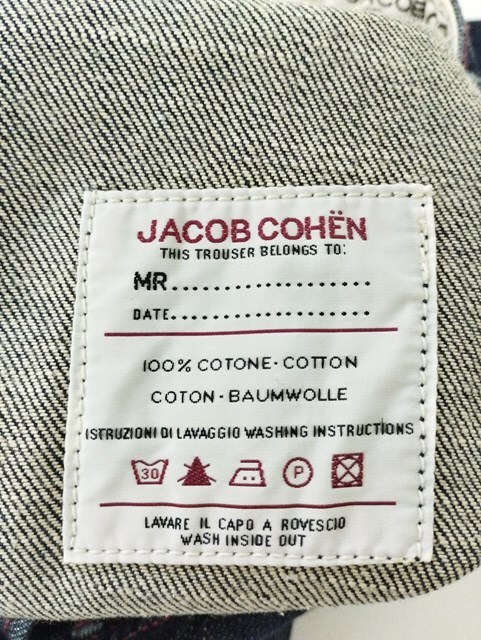 JACOB COHËN
THIS TROUSER BELONGS TO:
MR....................
DATE......................
100% COTONE·COTTON
COTON·BAUMWOLLE
ISTRUZIONI DI LAVAGGIO WASHING INSTRUCTIONS
30 P
LAVARE IL CAPO A ROVESCIO
WASH INSIDE OUT